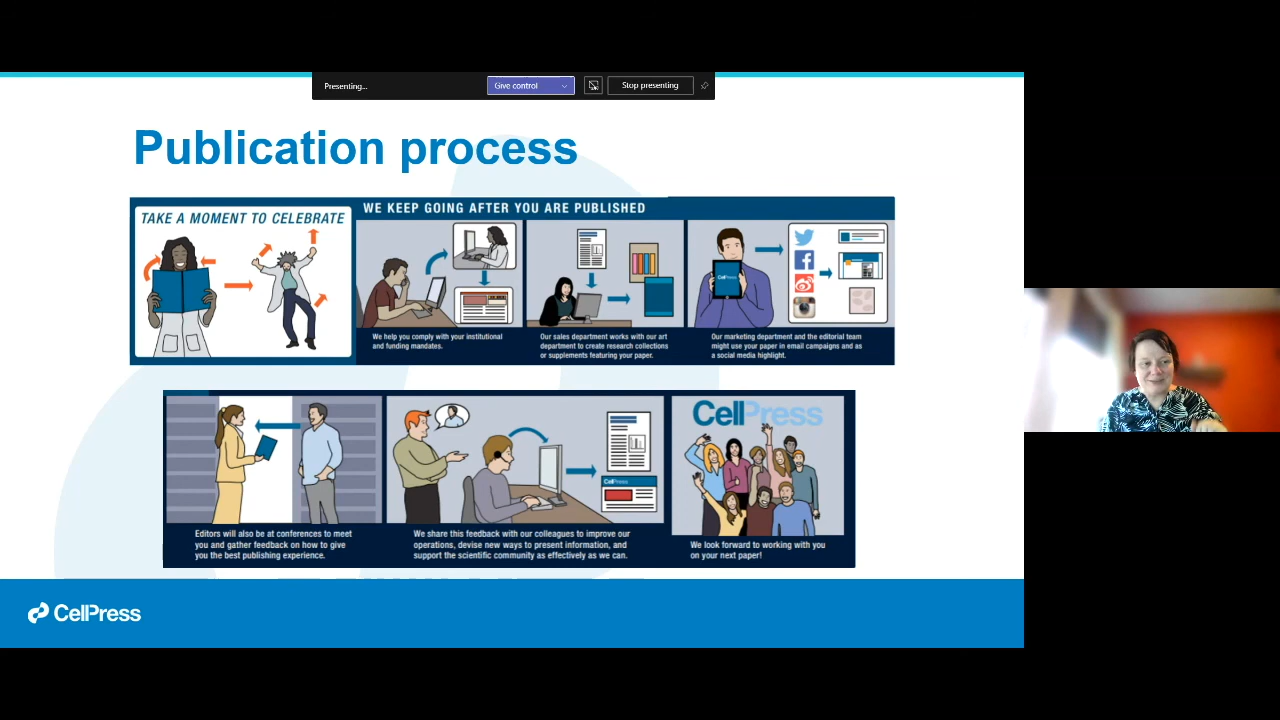 Presenting...
Give control
Stop presenting
Publication process
TAKE A MOMENT TO CELEBRATE
WE KEEP GOING AFTER YOU ARE PUBLISHED
CellPress
We help you comply with your institutional
and funding mandates.
Our sales department works with our art
department to create research collections
or supplements featuring your paper.
Our marketing department and the editorial team
might use your paper in email campaigns and as
a social media highlight.
CellPress
CellPress
Editors will also be at conferences to meet
you and gather feedback on how to give
you the best publishing experience.
We share this feedback with our colleagues to improve our
operations, devise new ways to present information, and
support the scientific community as effectively as we can.
We look forward to working with you
on your next paper!
CellPress